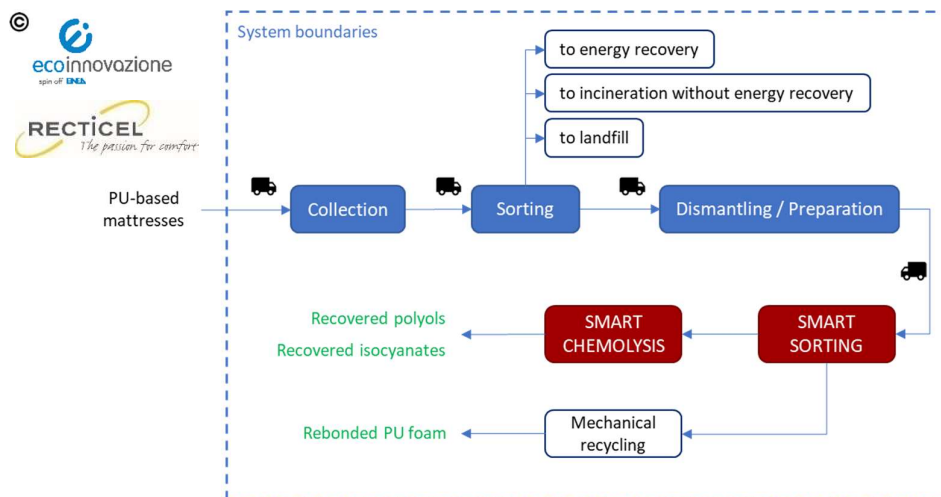 ©
ecoinnovazione
spin off ENEA
RECTICEL
The passion for comfort
System boundaries
to energy recovery
to incineration without energy recovery
to landfill
PU-based
mattresses
Collection
Sorting
Dismantling / Preparation
Recovered polyols
Recovered isocyanates
SMART
CHEMOLYSIS
SMART
SORTING
Rebonded PU foam
Mechanical
recycling